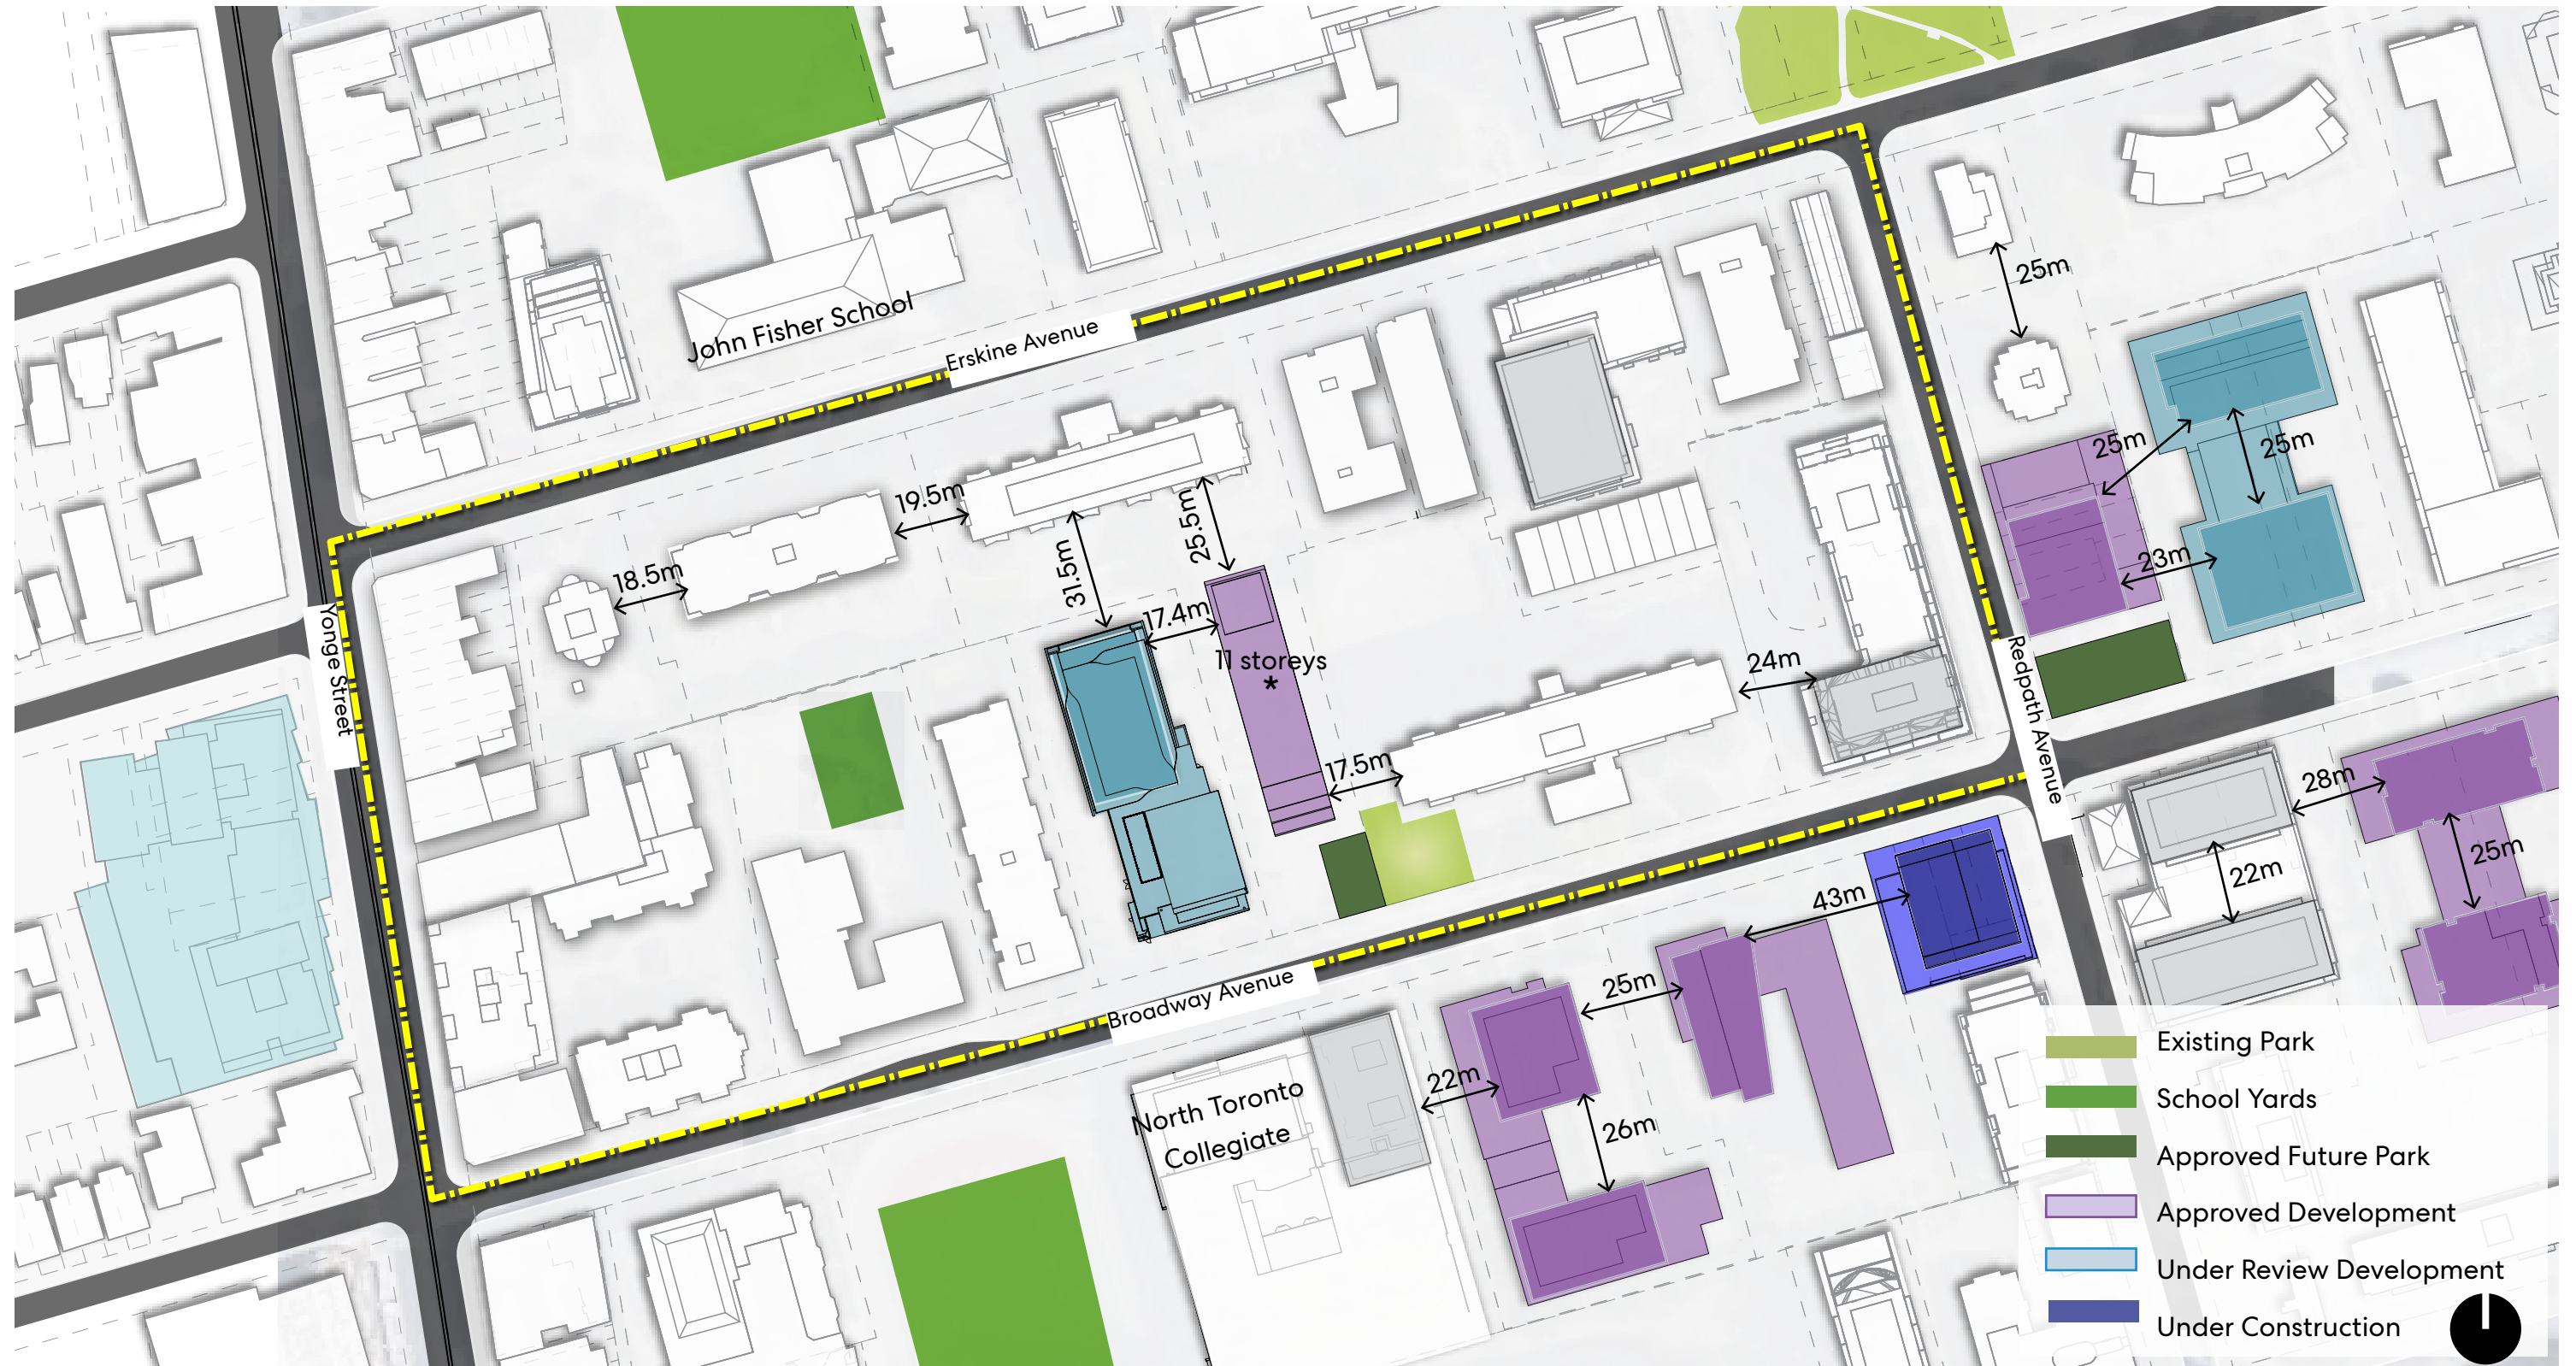 John Fisher School
Erskine Avenue
25m
25m
25m
23m
19.5m
18.5m
25.5m
31.5m
17.4m
11 storeys
*
17.5m
24m
Yonge Street
Redpath Avenue
28m
25m
22m
43m
25m
Broadway Avenue
22m
26m
North Toronto
Collegiate
Existing Park
School Yards
Approved Future Park
Approved Development
Under Review Development
Under Construction